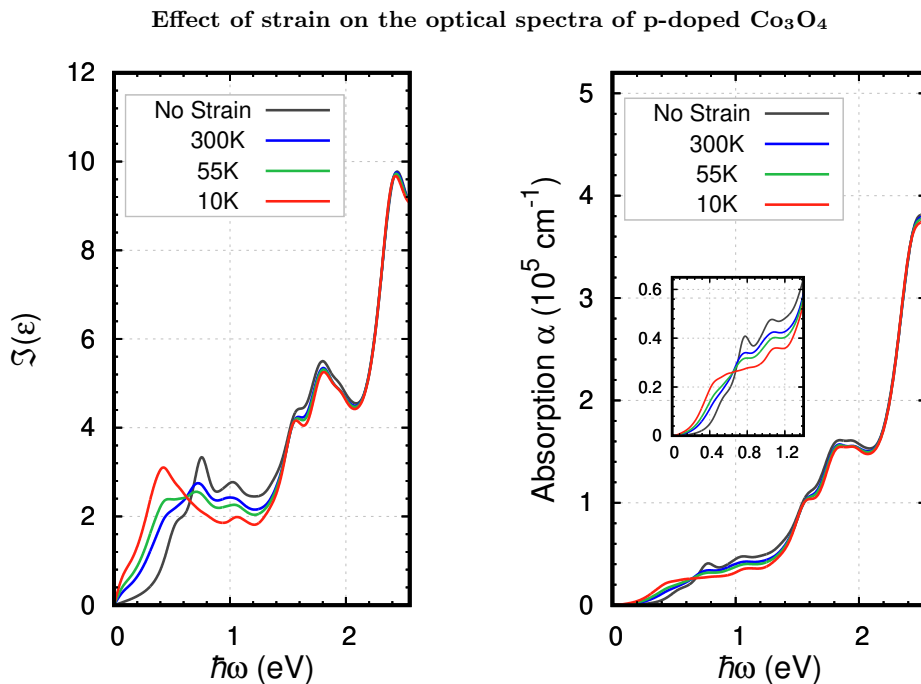 Effect of strain on the optical spectra of p-doped Co₃O₄
ℑ(ε)
12
10
8
6
4
2
0
No Strain
300K
55K
10K
0 1 2
ħω (eV)
Absorption α (10⁵ cm⁻¹)
5
4
3
2
1
0
No Strain
300K
55K
10K
0.6
0.4
0.2
0
0 0.4 0.8 1.2
0 1 2
ħω (eV)